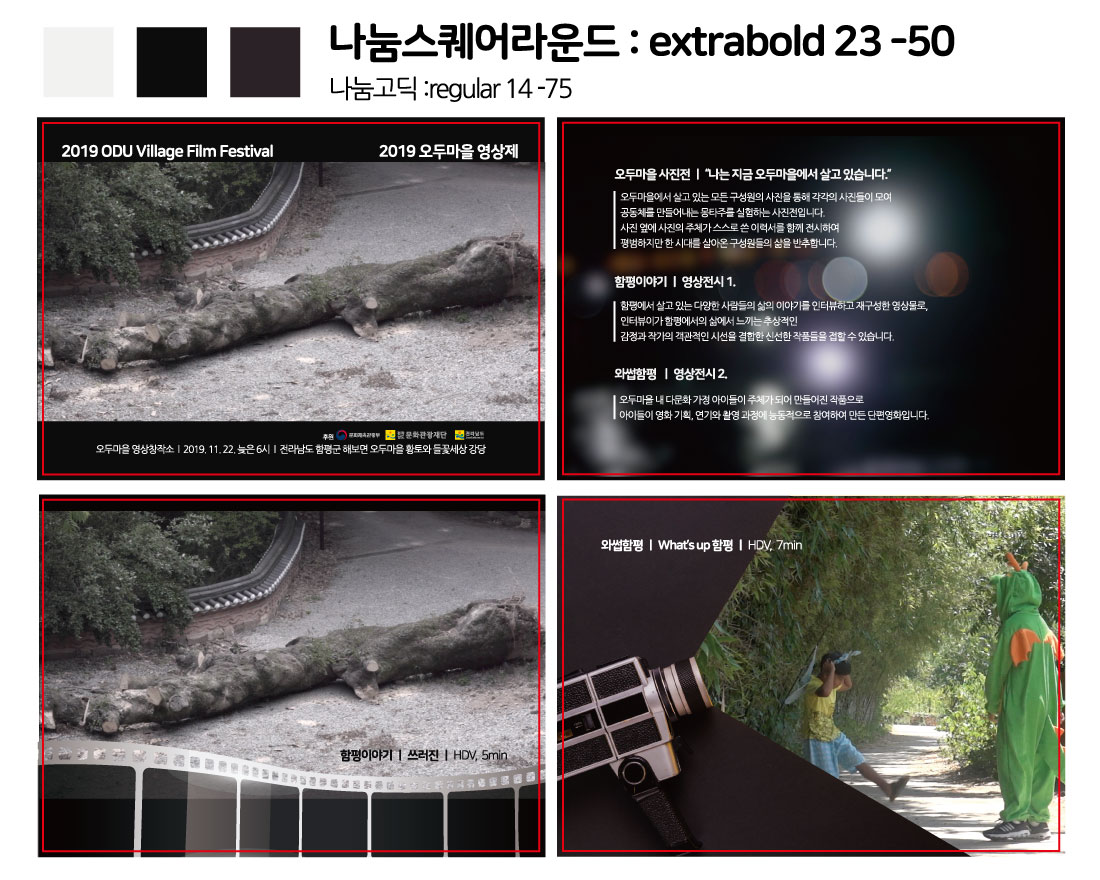 나눔스퀘어라운드 : extrabold 23 -50
나눔고딕 :regular 14 -75
2019 ODU Village Film Festival
2019 오두마을 영상제
후원 문화체육관광부 문화관광재단 전라남도
오두마을 영상창작소 | 2019. 11. 22. 늦은 6시 | 전라남도 함평군 해보면 오두마을 황토와 들꽃세상 강당
오두마을 사진전 | “나는 지금 오두마을에서 살고 있습니다.”
오두마을에서 살고 있는 모든 구성원의 사진을 통해 각각의 사진들이 모여
공동체를 만들어내는 몽타주를 실험하는 사진전입니다.
사진 옆에 사진의 주체가 스스로 쓴 이력서를 함께 전시하여
평범하지만 한 시대를 살아온 구성원들의 삶을 반추합니다.
함평이야기 | 영상전시 1.
함평에서 살고 있는 다양한 사람들의 삶의 이야기를 인터뷰하고 재구성한 영상물로,
인터뷰이가 함평에서의 삶에서 느끼는 추상적인
감정과 작가의 객관적인 시선을 결합한 신선한 작품들을 접할 수 있습니다.
와썹함평 | 영상전시 2.
오두마을 내 다문화 가정 아이들이 주체가 되어 만들어진 작품으로
아이들이 영화 기획, 연기와 촬영 과정에 능동적으로 참여하여 만든 단편영화입니다.
함평이야기 | 쓰러진 | HDV, 5min
와썹함평 | What's up 함평 | HDV, 7min